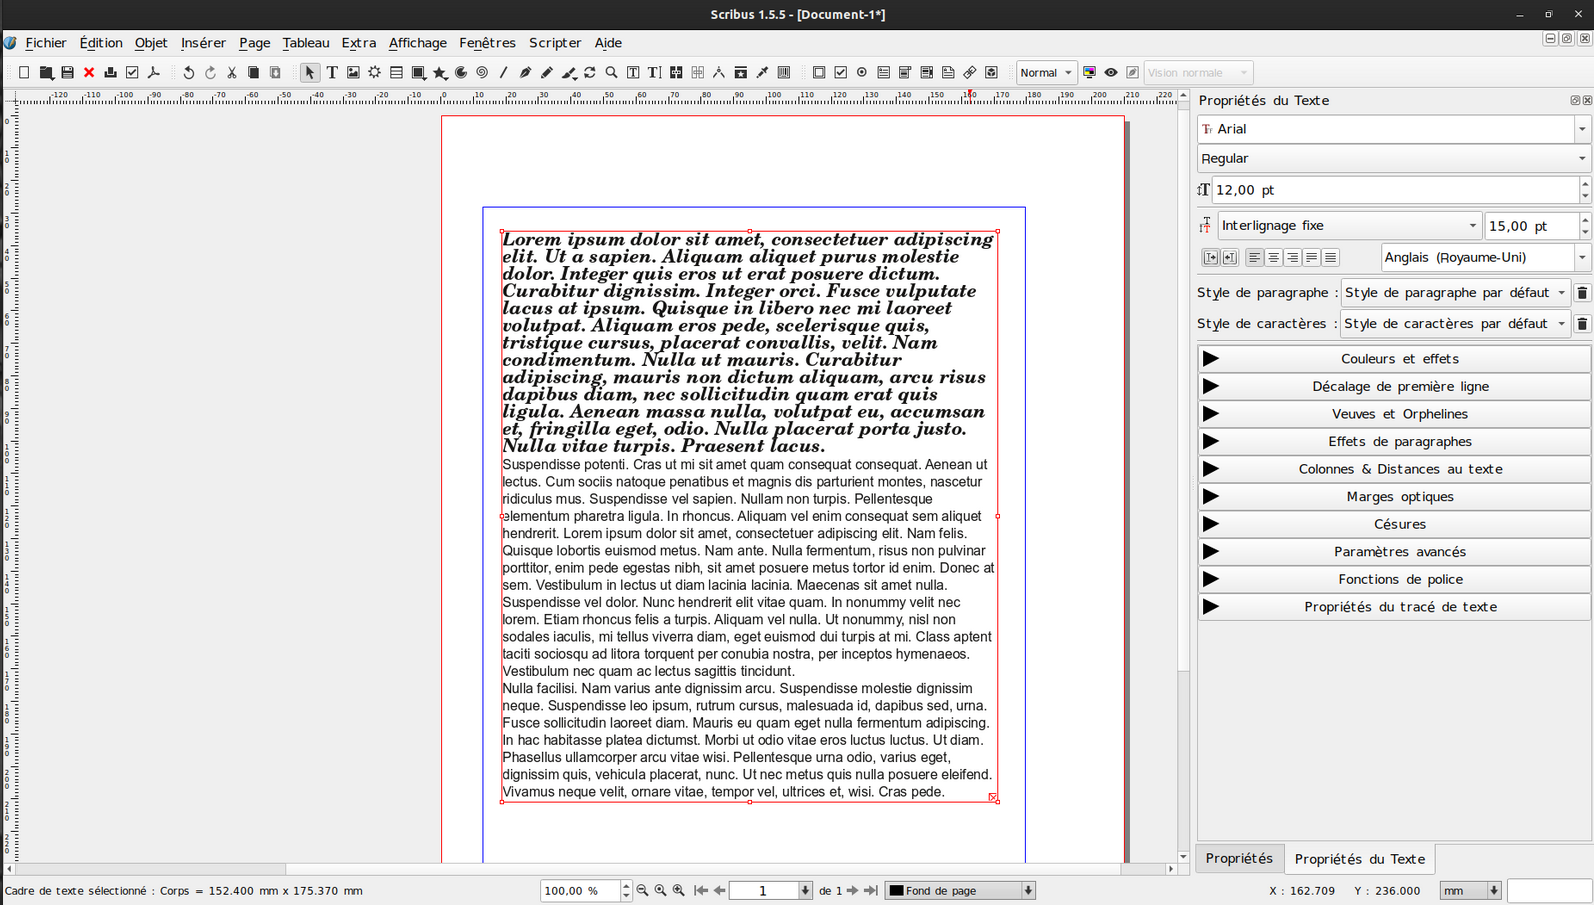 Scribus 1.5.5 - [Document-1*]
Fichier Édition Objet Insérer Page Tableau Extra Affichage Fenêtres Scripter Aide
Normal Vision normale
-120 -110 -100 -90 -80 -70 -60 -50 -40 -30 -20 -10 0 10 20 30 40 50 60 70 80 90 100 110 120 130 140 150 160 170 180 190 200 210 220
Propriétés du Texte
Arial
Regular
12,00 pt
Interlignage fixe 15,00 pt
Anglais (Royaume-Uni)
Style de paragraphe : Style de paragraphe par défaut
Style de caractères : Style de caractères par défaut
Couleurs et effets
Décalage de première ligne
Veuves et Orphelines
Effets de paragraphes
Colonnes & Distances au texte
Marges optiques
Césures
Paramètres avancés
Fonctions de police
Propriétés du tracé de texte
Lorem ipsum dolor sit amet, consectetuer adipiscing
elit. Ut a sapien. Aliquam aliquet purus molestie
dolor. Integer quis eros ut erat posuere dictum.
Curabitur dignissim. Integer orci. Fusce vulputate
lacus at ipsum. Quisque in libero nec mi laoreet
volutpat. Aliquam eros pede, scelerisque quis,
tristique cursus, placerat convallis, velit. Nam
condimentum. Nulla ut mauris. Curabitur
adipiscing, mauris non dictum aliquam, arcu risus
dapibus diam, nec sollicitudin quam erat quis
ligula. Aenean massa nulla, volutpat eu, accumsan
et, fringilla eget, odio. Nulla placerat porta justo.
Nulla vitae turpis. Praesent lacus.
Suspendisse potenti. Cras ut mi sit amet quam consequat consequat. Aenean ut
lectus. Cum sociis natoque penatibus et magnis dis parturient montes, nascetur
ridiculus mus. Suspendisse vel sapien. Nullam non turpis. Pellentesque
elementum pharetra ligula. In rhoncus. Aliquam vel enim consequat sem aliquet
hendrerit. Lorem ipsum dolor sit amet, consectetuer adipiscing elit. Nam felis.
Quisque lobortis euismod metus. Nam ante. Nulla fermentum, risus non pulvinar
porttitor, enim pede egestas nibh, sit amet posuere metus tortor id enim. Donec at
sem. Vestibulum in lectus ut diam lacinia lacinia. Maecenas sit amet nulla.
Suspendisse vel dolor. Nunc hendrerit elit vitae quam. In nonummy velit nec
lorem. Etiam rhoncus felis a turpis. Aliquam vel nulla. Ut nonummy, nisl non
sodales iaculis, mi tellus viverra diam, eget euismod dui turpis at mi. Class aptent
taciti sociosqu ad litora torquent per conubia nostra, per inceptos hymenaeos.
Vestibulum nec quam ac lectus sagittis tincidunt.
Nulla facilisi. Nam varius ante dignissim arcu. Suspendisse molestie dignissim
neque. Suspendisse leo ipsum, rutrum cursus, malesuada id, dapibus sed, urna.
Fusce sollicitudin laoreet diam. Mauris eu quam eget nulla fermentum adipiscing.
In hac habitasse platea dictumst. Morbi ut odio vitae eros luctus luctus. Ut diam.
Phasellus ullamcorper arcu vitae wisi. Pellentesque urna odio, varius eget,
dignissim quis, vehicula placerat, nunc. Ut nec metus quis nulla posuere eleifend.
Vivamus neque velit, ornare vitae, tempor vel, ultrices et, wisi. Cras pede.
Propriétés Propriétés du Texte
Cadre de texte sélectionné : Corps = 152.400 mm x 175.370 mm 100,00 % 1 de 1 Fond de page X : 162.709 Y : 236.000 mm